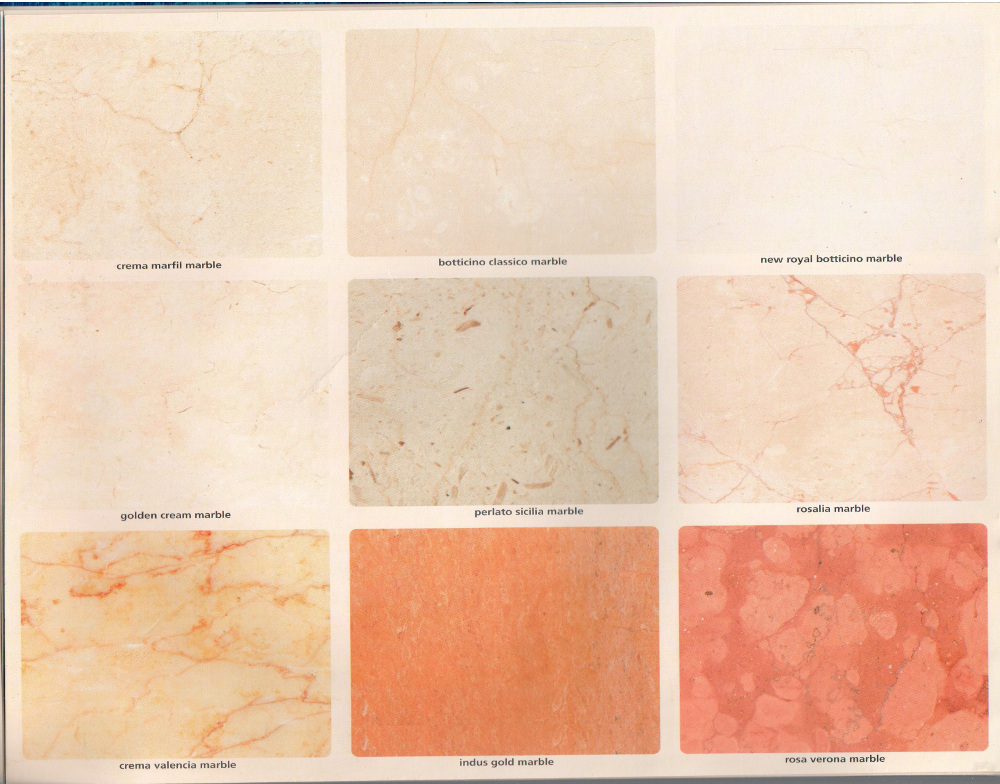 crema marfil marble
botticino classico marble
new royal botticino marble
golden cream marble
perlato sicilia marble
rosalia marble
crema valencia marble
indus gold marble
rosa verona marble